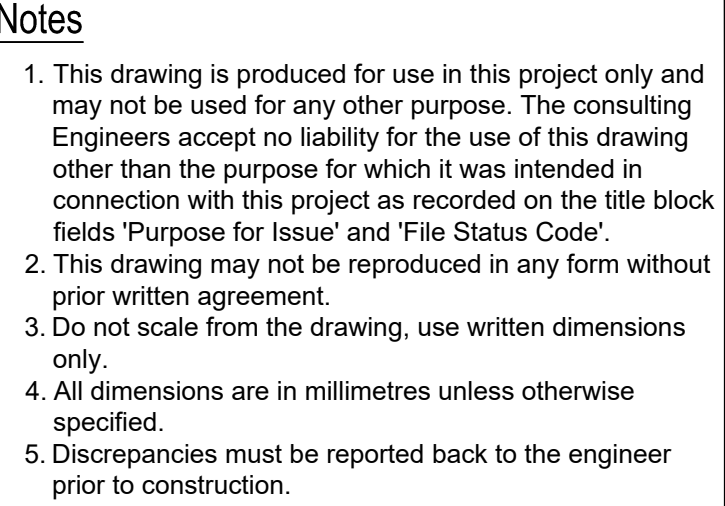 Notes
1. This drawing is produced for use in this project only and
may not be used for any other purpose. The consulting
Engineers accept no liability for the use of this drawing
other than the purpose for which it was intended in
connection with this project as recorded on the title block
fields 'Purpose for Issue' and 'File Status Code'.
2. This drawing may not be reproduced in any form without
prior written agreement.
3. Do not scale from the drawing, use written dimensions
only.
4. All dimensions are in millimetres unless otherwise
specified.
5. Discrepancies must be reported back to the engineer
prior to construction.